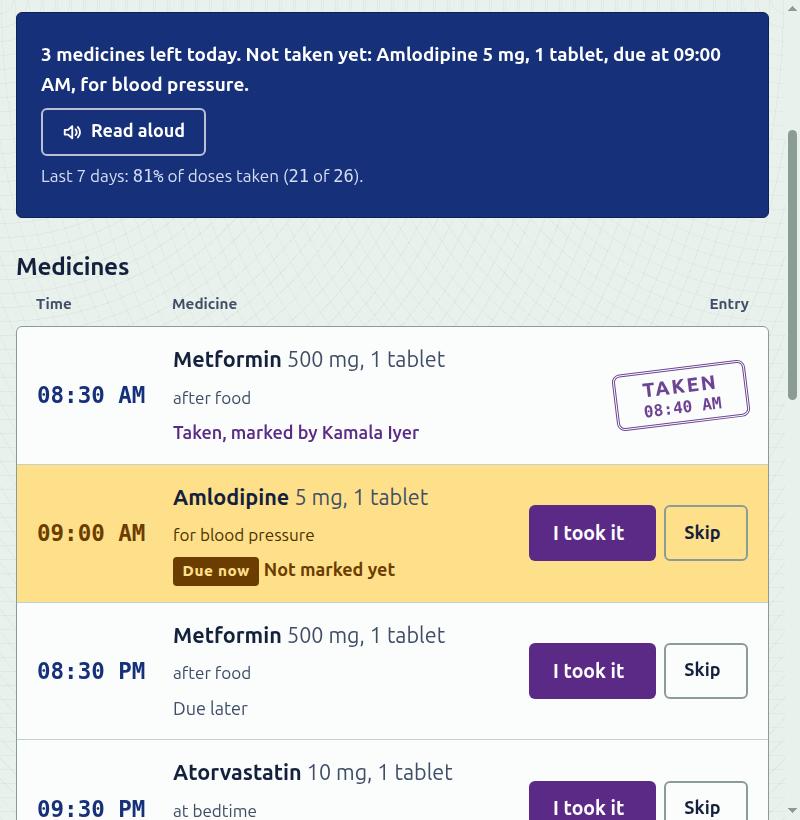 3 medicines left today. Not taken yet: Amlodipine 5 mg, 1 tablet, due at 09:00
AM, for blood pressure.
Read aloud
Last 7 days: 81% of doses taken (21 of 26).
Medicines
Time Medicine Entry
Metformin 500 mg, 1 tablet
08:30 AM
after food
Taken, marked by Kamala Iyer
TAKEN
08:40 AM
Amlodipine 5 mg, 1 tablet
09:00 AM
for blood pressure
Due now Not marked yet
I took it
Skip
Metformin 500 mg, 1 tablet
08:30 PM
after food
Due later
I took it
Skip
Atorvastatin 10 mg, 1 tablet
09:30 PM
at bedtime
I took it
Skip